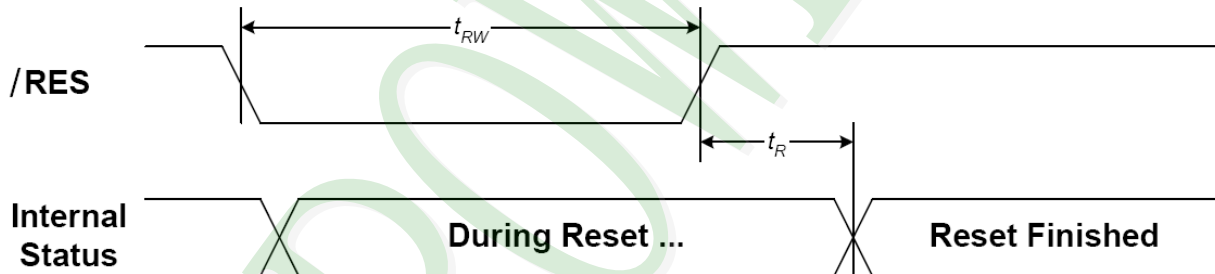 t_RW
/RES
t_R
Internal
Status
During Reset ...
Reset Finished